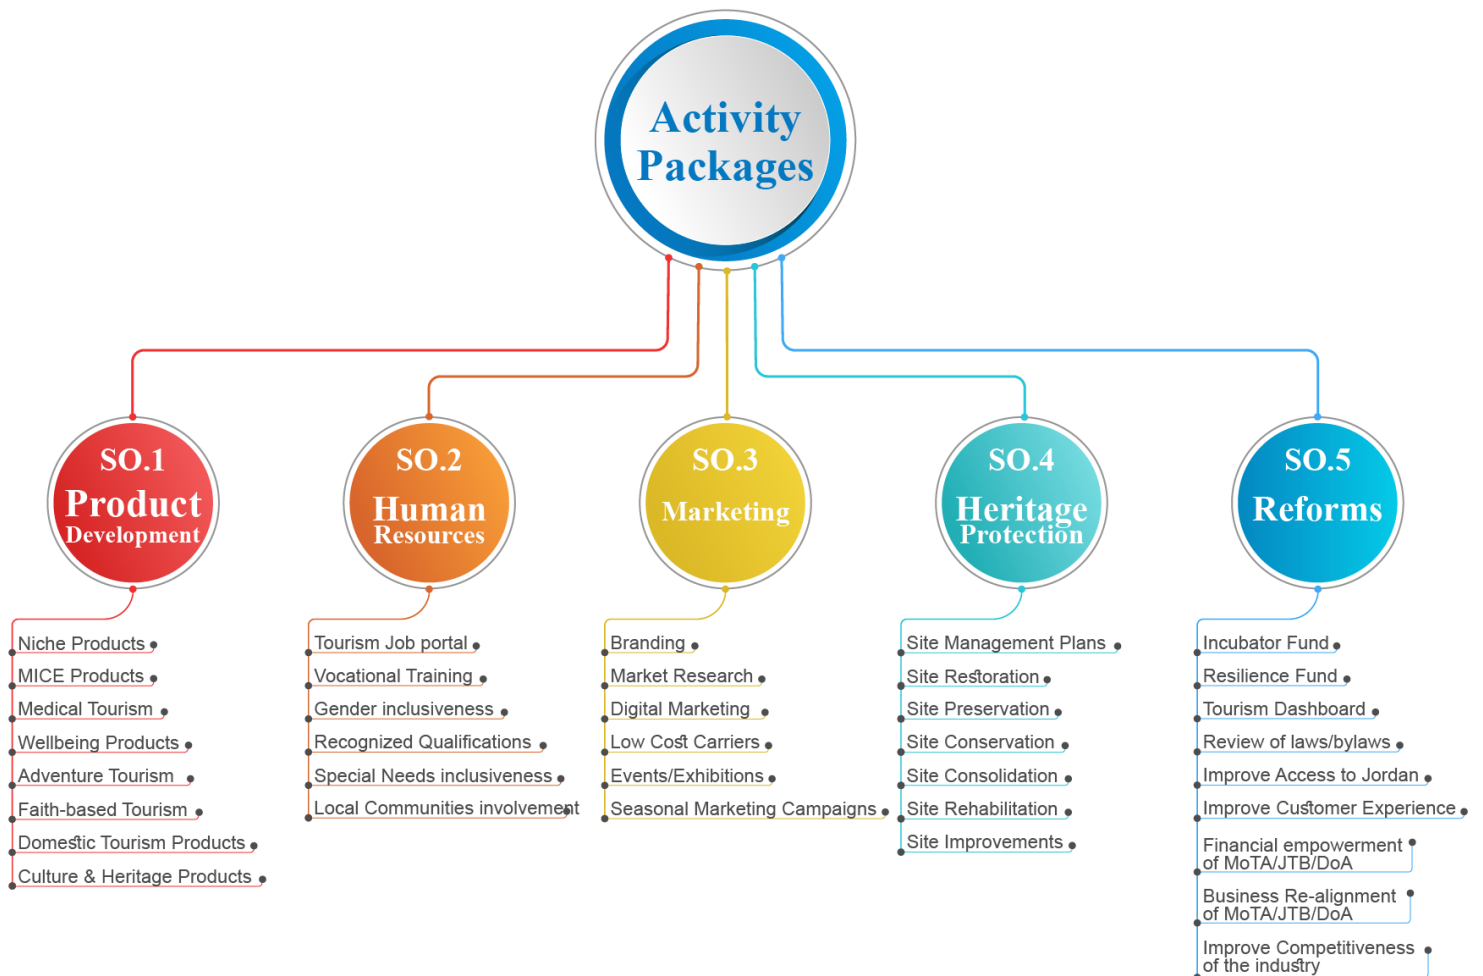 Activity
Packages
SO.1
Product
Development
Niche Products
MICE Products
Medical Tourism
Wellbeing Products
Adventure Tourism
Faith-based Tourism
Domestic Tourism Products
Culture & Heritage Products
SO.2
Human
Resources
Tourism Job portal
Vocational Training
Gender inclusiveness
Recognized Qualifications
Special Needs inclusiveness
Local Communities involvement
SO.3
Marketing
Branding
Market Research
Digital Marketing
Low Cost Carriers
Events/Exhibitions
Seasonal Marketing Campaigns
SO.4
Heritage
Protection
Site Management Plans
Site Restoration
Site Preservation
Site Conservation
Site Consolidation
Site Rehabilitation
Site Improvements
SO.5
Reforms
Incubator Fund
Resilience Fund
Tourism Dashboard
Review of laws/bylaws
Improve Access to Jordan
Improve Customer Experience
Financial empowerment
of MoTA/JTB/DoA
Business Re-alignment
of MoTA/JTB/DoA
Improve Competitiveness
of the industry